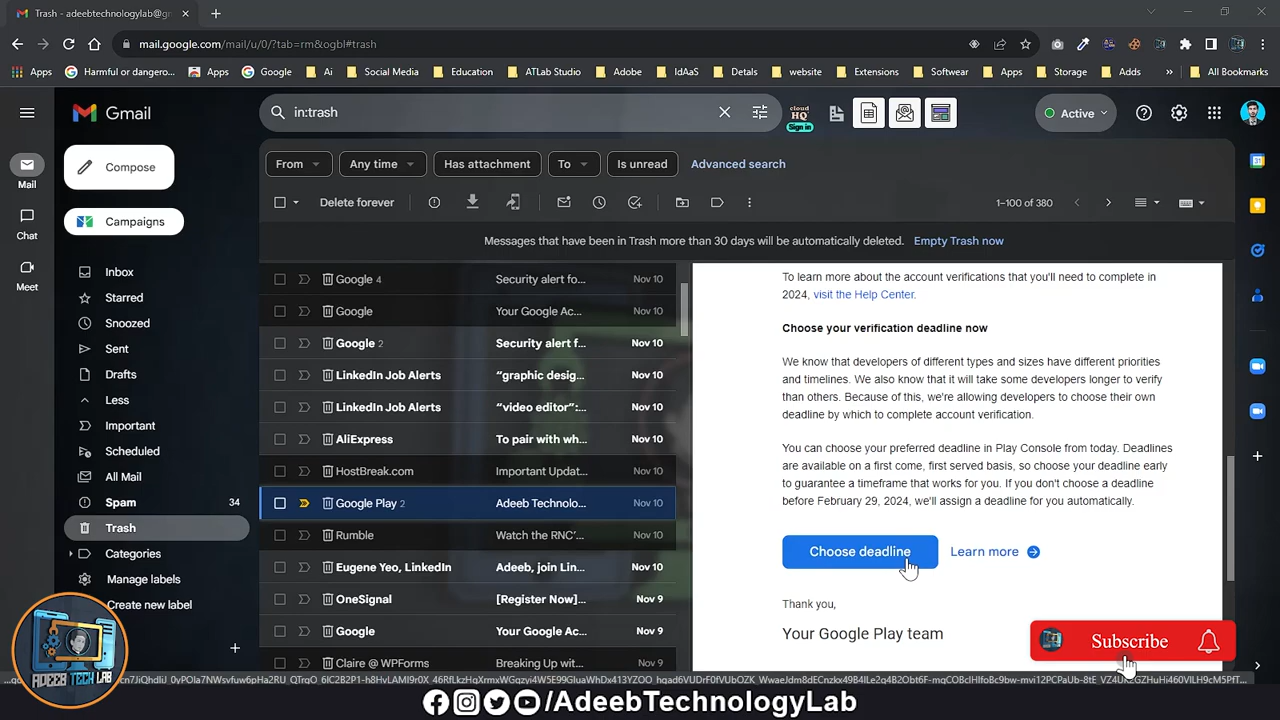 Trash - adeebtechnologylab@gm
mail.google.com/mail/u/0/?tab=rm&ogbl#trash
Apps
Harmful or dangero...
Apps
Google
Ai
Social Media
Education
ATLab Studio
Adobe
IdAaS
Detals
website
Extensions
Softwear
Apps
Storage
Adds
»
All Bookmarks
Gmail
in:trash
cloud
HQ
Sign in
Active
Mail
Chat
Meet
Compose
Campaigns
From
Any time
Has attachment
To
Is unread
Advanced search
Delete forever
1–100 of 380
Messages that have been in Trash more than 30 days will be automatically deleted. Empty Trash now
Inbox
Starred
Snoozed
Sent
Drafts
Less
Important
Scheduled
All Mail
Spam 34
Trash
Categories
Manage labels
Create new label
Google 4 Security alert fo... Nov 10
Google Your Google Ac... Nov 10
Google 2 Security alert f... Nov 10
LinkedIn Job Alerts “graphic desig... Nov 10
LinkedIn Job Alerts “video editor”:... Nov 10
AliExpress To pair with wh... Nov 10
HostBreak.com Important Updat... Nov 10
Google Play 2 Adeeb Technolo... Nov 10
Rumble Watch the RNC’... Nov 10
Eugene Yeo, LinkedIn Adeeb, join Lin... Nov 10
OneSignal [Register Now]... Nov 9
Google Your Google Ac... Nov 9
Claire @ WPForms Breaking Up wit...
To learn more about the account verifications that you'll need to complete in
2024, visit the Help Center.
Choose your verification deadline now
We know that developers of different types and sizes have different priorities
and timelines. We also know that it will take some developers longer to verify
than others. Because of this, we're allowing developers to choose their own
deadline by which to complete account verification.
You can choose your preferred deadline in Play Console from today. Deadlines
are available on a first come, first served basis, so choose your deadline early
to guarantee a timeframe that works for you. If you don't choose a deadline
before February 29, 2024, we'll assign a deadline for you automatically.
Choose deadline
Learn more
Thank you,
Your Google Play team
Subscribe
ADEEB TECH LAB
/AdeebTechnologyLab